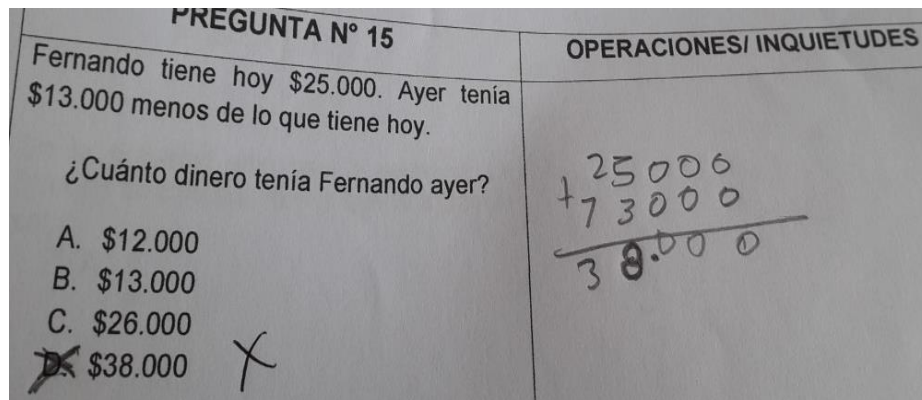 PREGUNTA Nº 15
OPERACIONES/ INQUIETUDES
Fernando tiene hoy $25.000. Ayer tenía
$13.000 menos de lo que tiene hoy.
¿Cuánto dinero tenía Fernando ayer?
A. $12.000
B. $13.000
C. $26.000
D. $38.000
X
25000
+ 13000
38.000